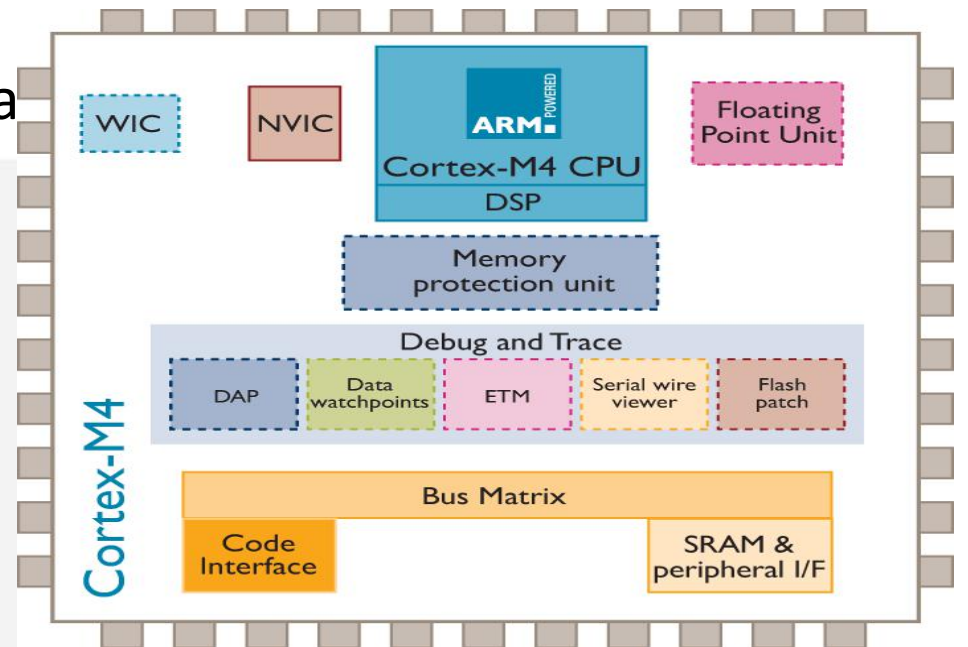 a
WIC
NVIC
ARM POWERED
Cortex-M4 CPU
DSP
Floating
Point Unit
Memory
protection unit
Debug and Trace
DAP
Data
watchpoints
ETM
Serial wire
viewer
Flash
patch
Cortex-M4
Bus Matrix
Code
Interface
SRAM &
peripheral I/F